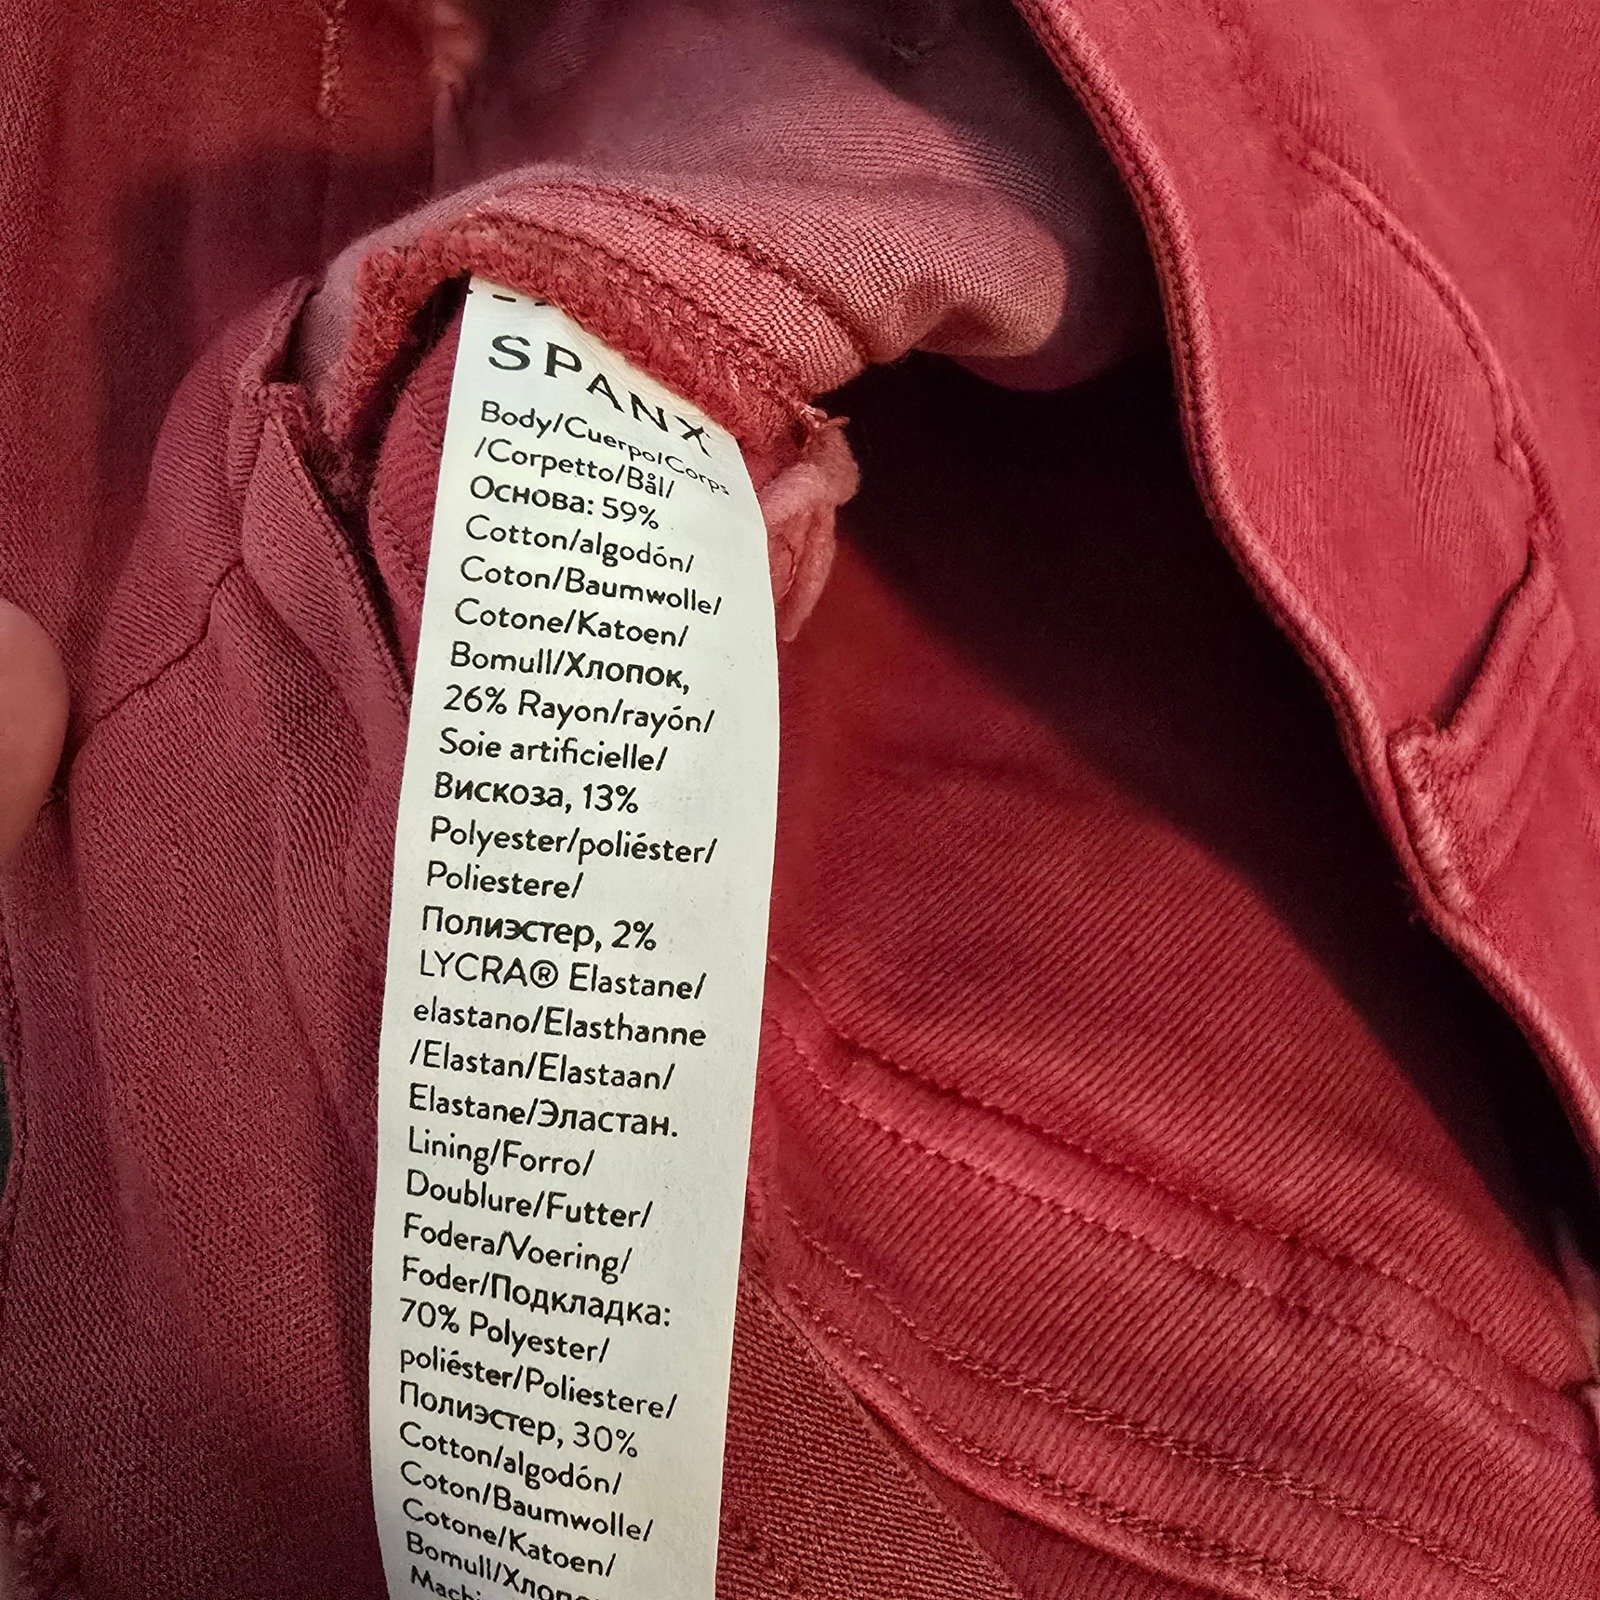 SPANX
Body/Cuerpo/Corps
/Corpetto/Bål/
Основа: 59%
Cotton/algodón/
Coton/Baumwolle/
Cotone/Katoen/
Bomull/Хлопок,
26% Rayon/rayón/
Soie artificielle/
Вискоза, 13%
Polyester/poliéster/
Poliestere/
Полиэстер, 2%
LYCRA® Elastane/
elastano/Elasthanne
/Elastan/Elastaan/
Elastane/Эластан.
Lining/Forro/
Doublure/Futter/
Fodera/Voering/
Foder/Подкладка:
70% Polyester/
poliéster/Poliestere/
Полиэстер, 30%
Cotton/algodón/
Coton/Baumwolle/
Cotone/Katoen/
Bomull/